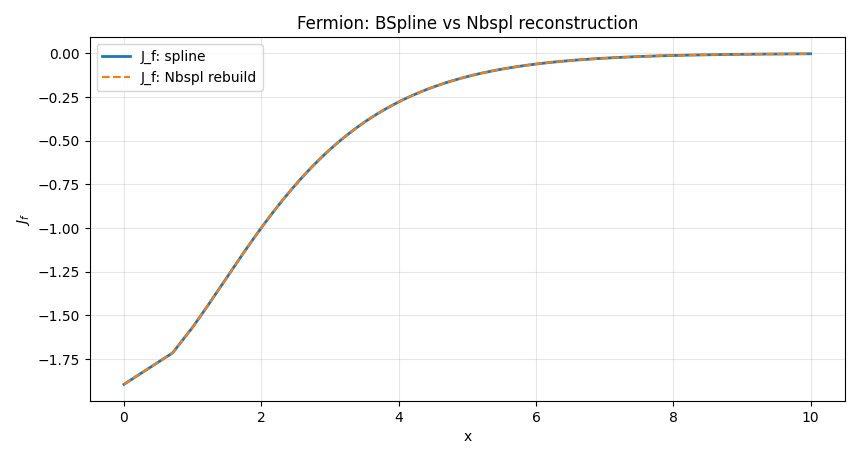 Fermion: BSpline vs Nbspl reconstruction
J_f: spline
J_f: Nbspl rebuild
0.00
−0.25
−0.50
−0.75
−1.00
−1.25
−1.50
−1.75
J_f
0
2
4
6
8
10
x